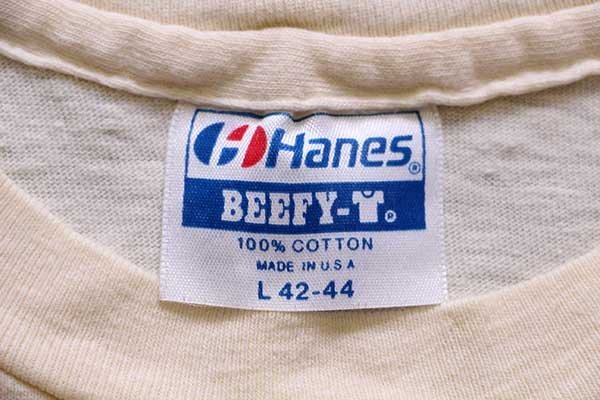 Hanes®
BEEFY-T®
100% COTTON
MADE IN U.S.A
L 42-44